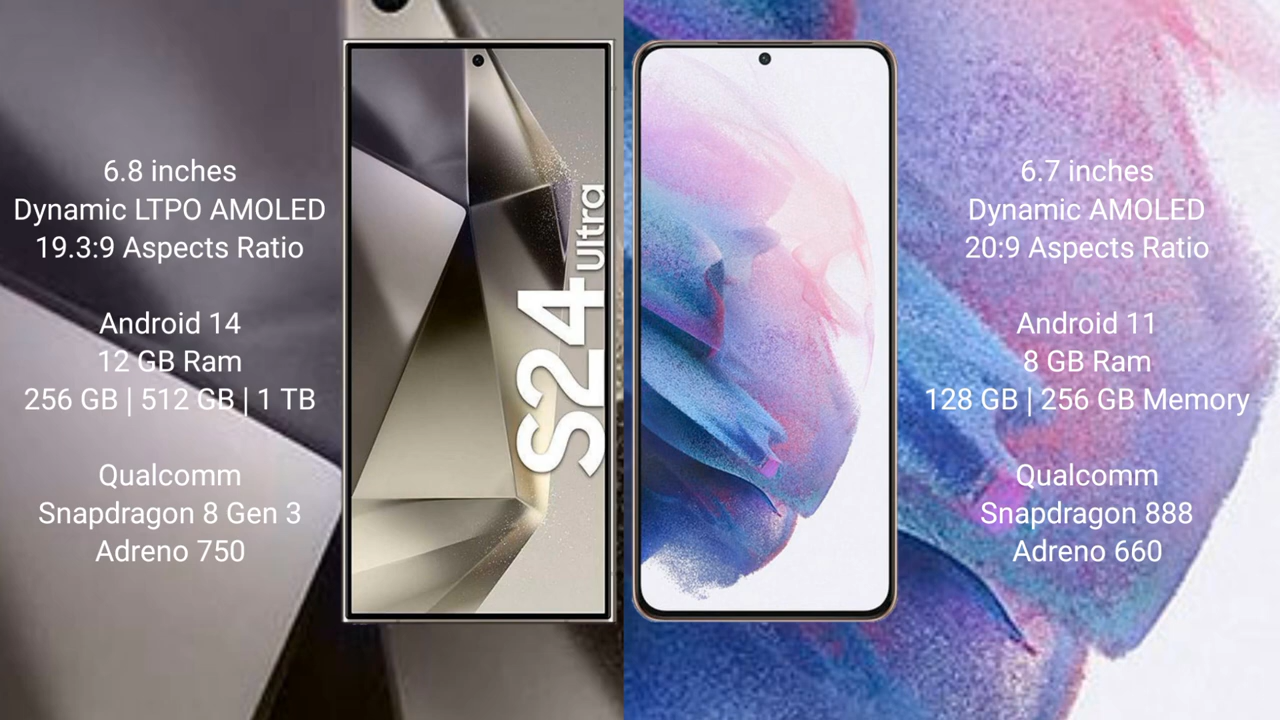 6.8 inches
Dynamic LTPO AMOLED
19.3:9 Aspects Ratio
Android 14
12 GB Ram
256 GB | 512 GB | 1 TB
Qualcomm
Snapdragon 8 Gen 3
Adreno 750
S24 ultra
6.7 inches
Dynamic AMOLED
20:9 Aspects Ratio
Android 11
8 GB Ram
128 GB | 256 GB Memory
Qualcomm
Snapdragon 888
Adreno 660